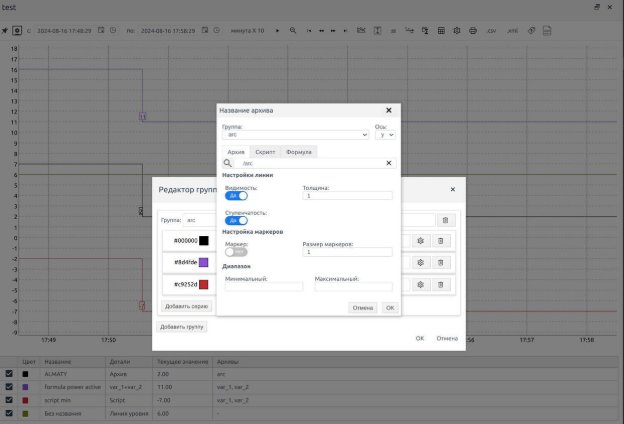 test
с: 2024-08-16 17:48:29 по: 2024-08-16 17:58:29 минута X 10 .csv .xml
18
17
16
15
14
13
12
11
10
9
8
7
6
5
4
3
2
1
0
-1
-2
-3
-4
-5
-6
-7
-8
-9
17:49 17:50 17:57 17:58
Название архива
Группа: Ось:
arc y
Архив Скрипт Формула
/arc
Настройки линии
Видимость: Толщина:
Да 1
Ступенчатость:
Да
Настройка маркеров
Маркер: Размер маркеров:
1
Диапазон
Минимальный: Максимальный:
Отмена OK
Редактор групп
Группа: arc
#000000
#8d4fde
#c9252d
Добавить серию
Добавить группу
OK Отмена
Цвет Название Детали Текущее значение Архивы
ALMATY Архив 2.00 arc
formula power active var_1+var_2 11.00 var_1, var_2
script min Script -7.00 var_1, var_2
Без названия Линия уровня 6.00 -